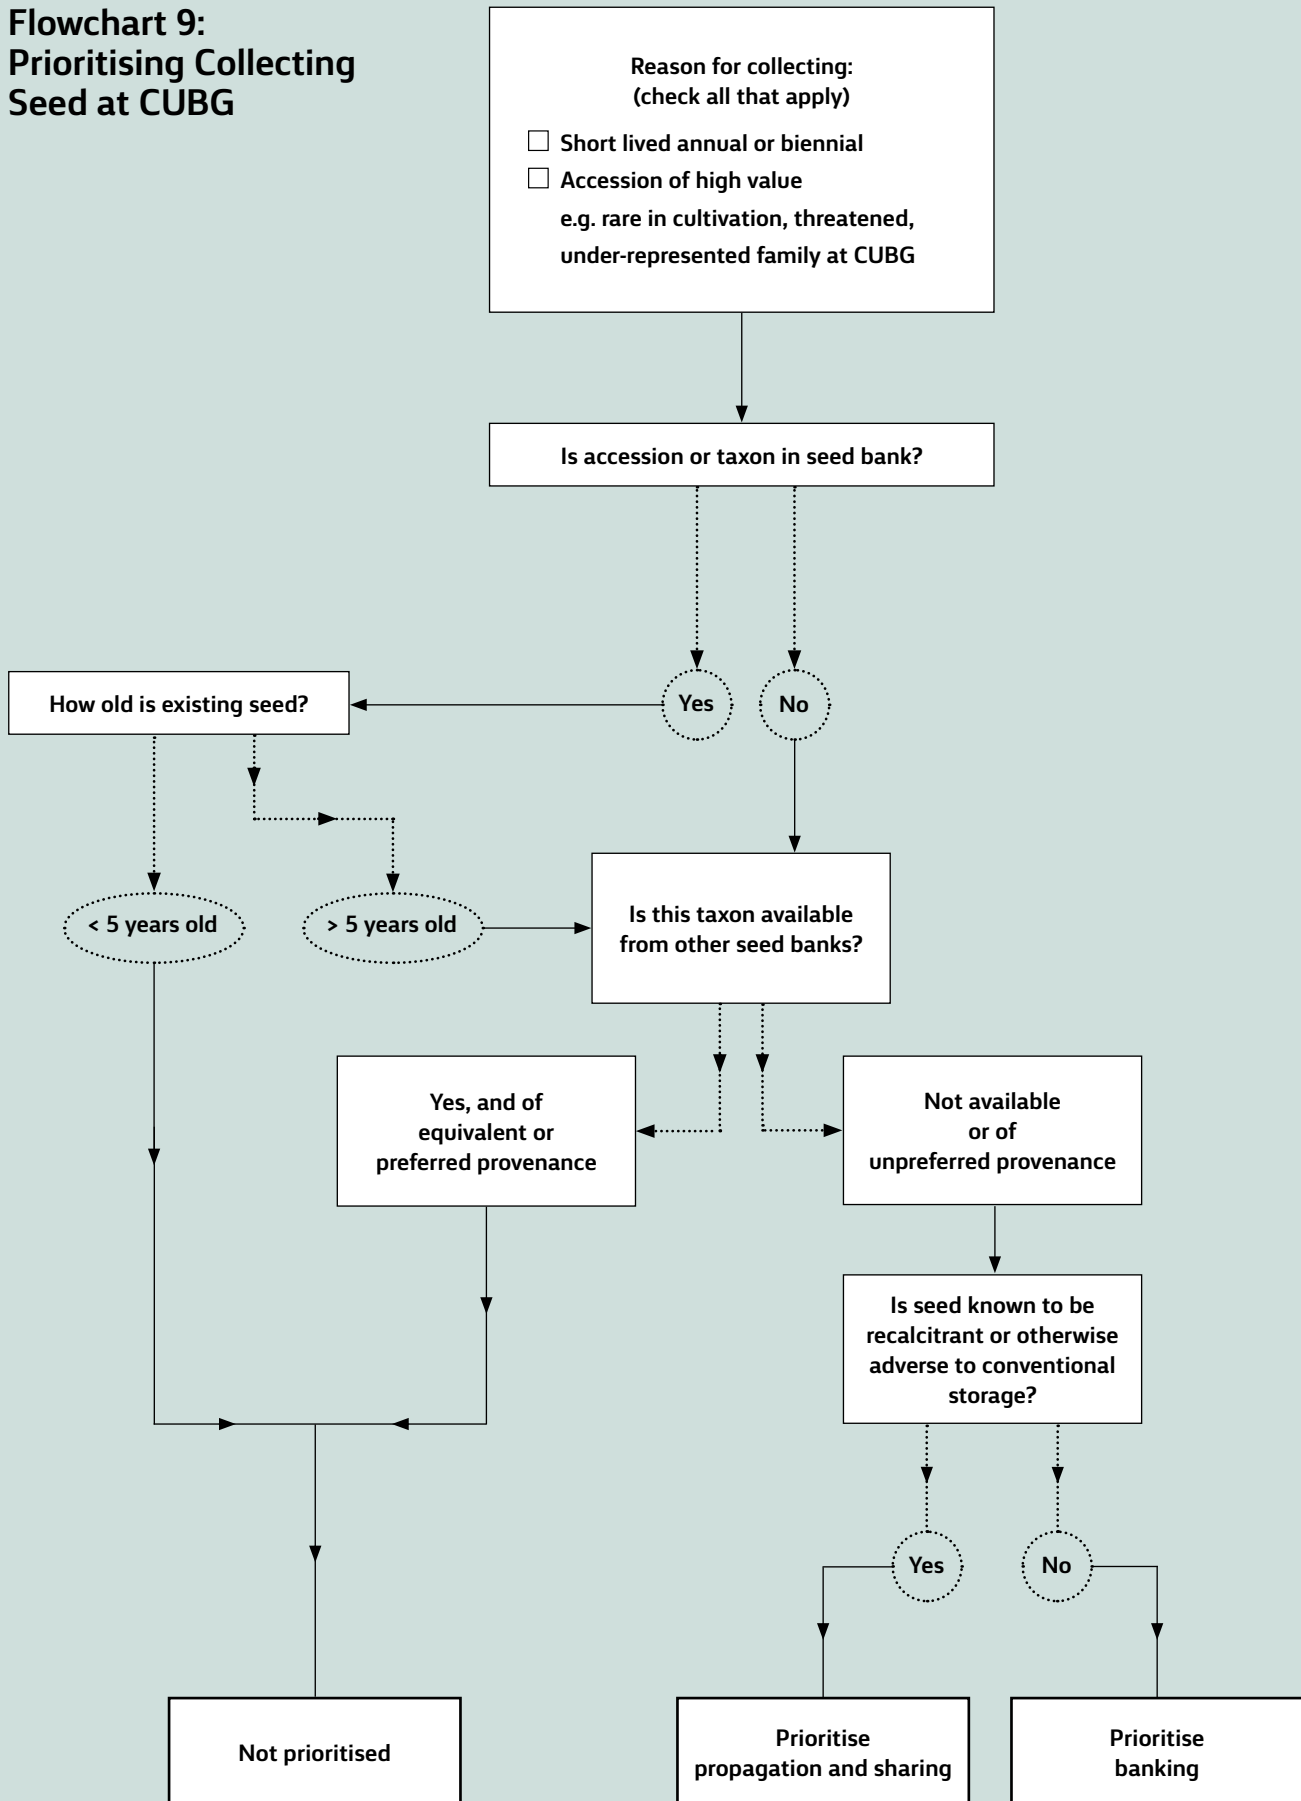 Flowchart 9:
Prioritising Collecting
Seed at CUBG
Reason for collecting:
(check all that apply)
Short lived annual or biennial
Accession of high value
e.g. rare in cultivation, threatened,
under-represented family at CUBG
Is accession or taxon in seed bank?
How old is existing seed?
Yes
No
< 5 years old
> 5 years old
Is this taxon available
from other seed banks?
Yes, and of
equivalent or
preferred provenance
Not available
or of
unpreferred provenance
Is seed known to be
recalcitrant or otherwise
adverse to conventional
storage?
Yes
No
Not prioritised
Prioritise
propagation and sharing
Prioritise
banking